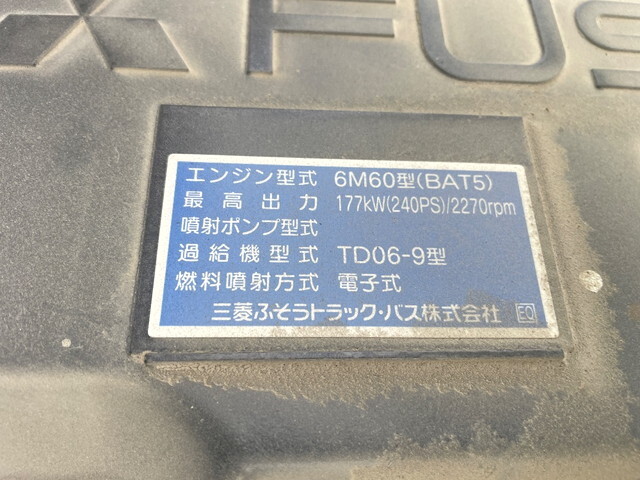 FUS
エンジン型式 6M60型(BAT5)
最高出力 177kW(240PS)/2270rpm
噴射ポンプ型式
過給機型式 TD06-9型
燃料噴射方式 電子式
三菱ふそうトラック・バス株式会社 EQ